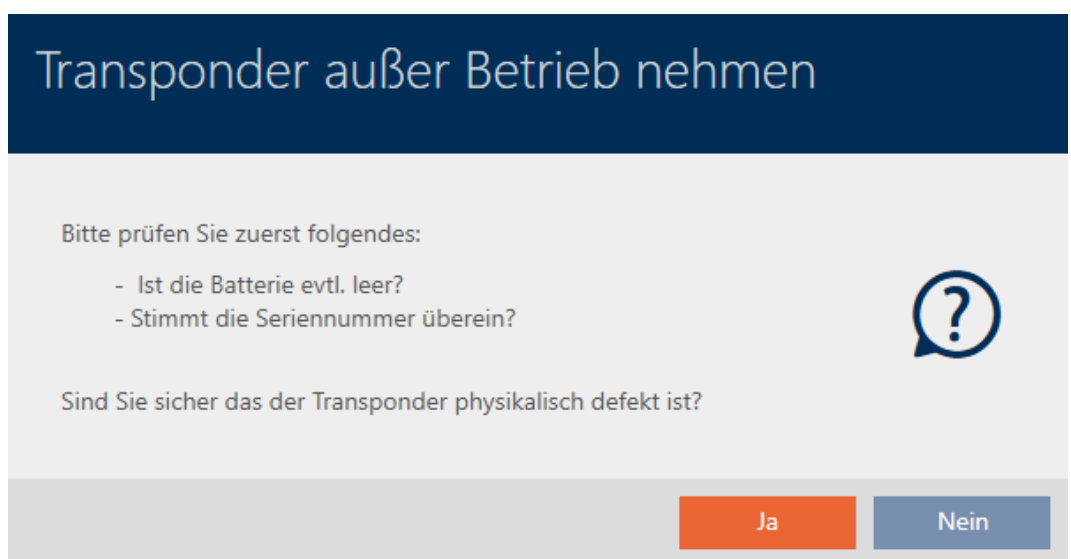 Transponder außer Betrieb nehmen
Bitte prüfen Sie zuerst folgendes:
- Ist die Batterie evtl. leer?
- Stimmt die Seriennummer überein?
Sind Sie sicher das der Transponder physikalisch defekt ist?
Ja
Nein